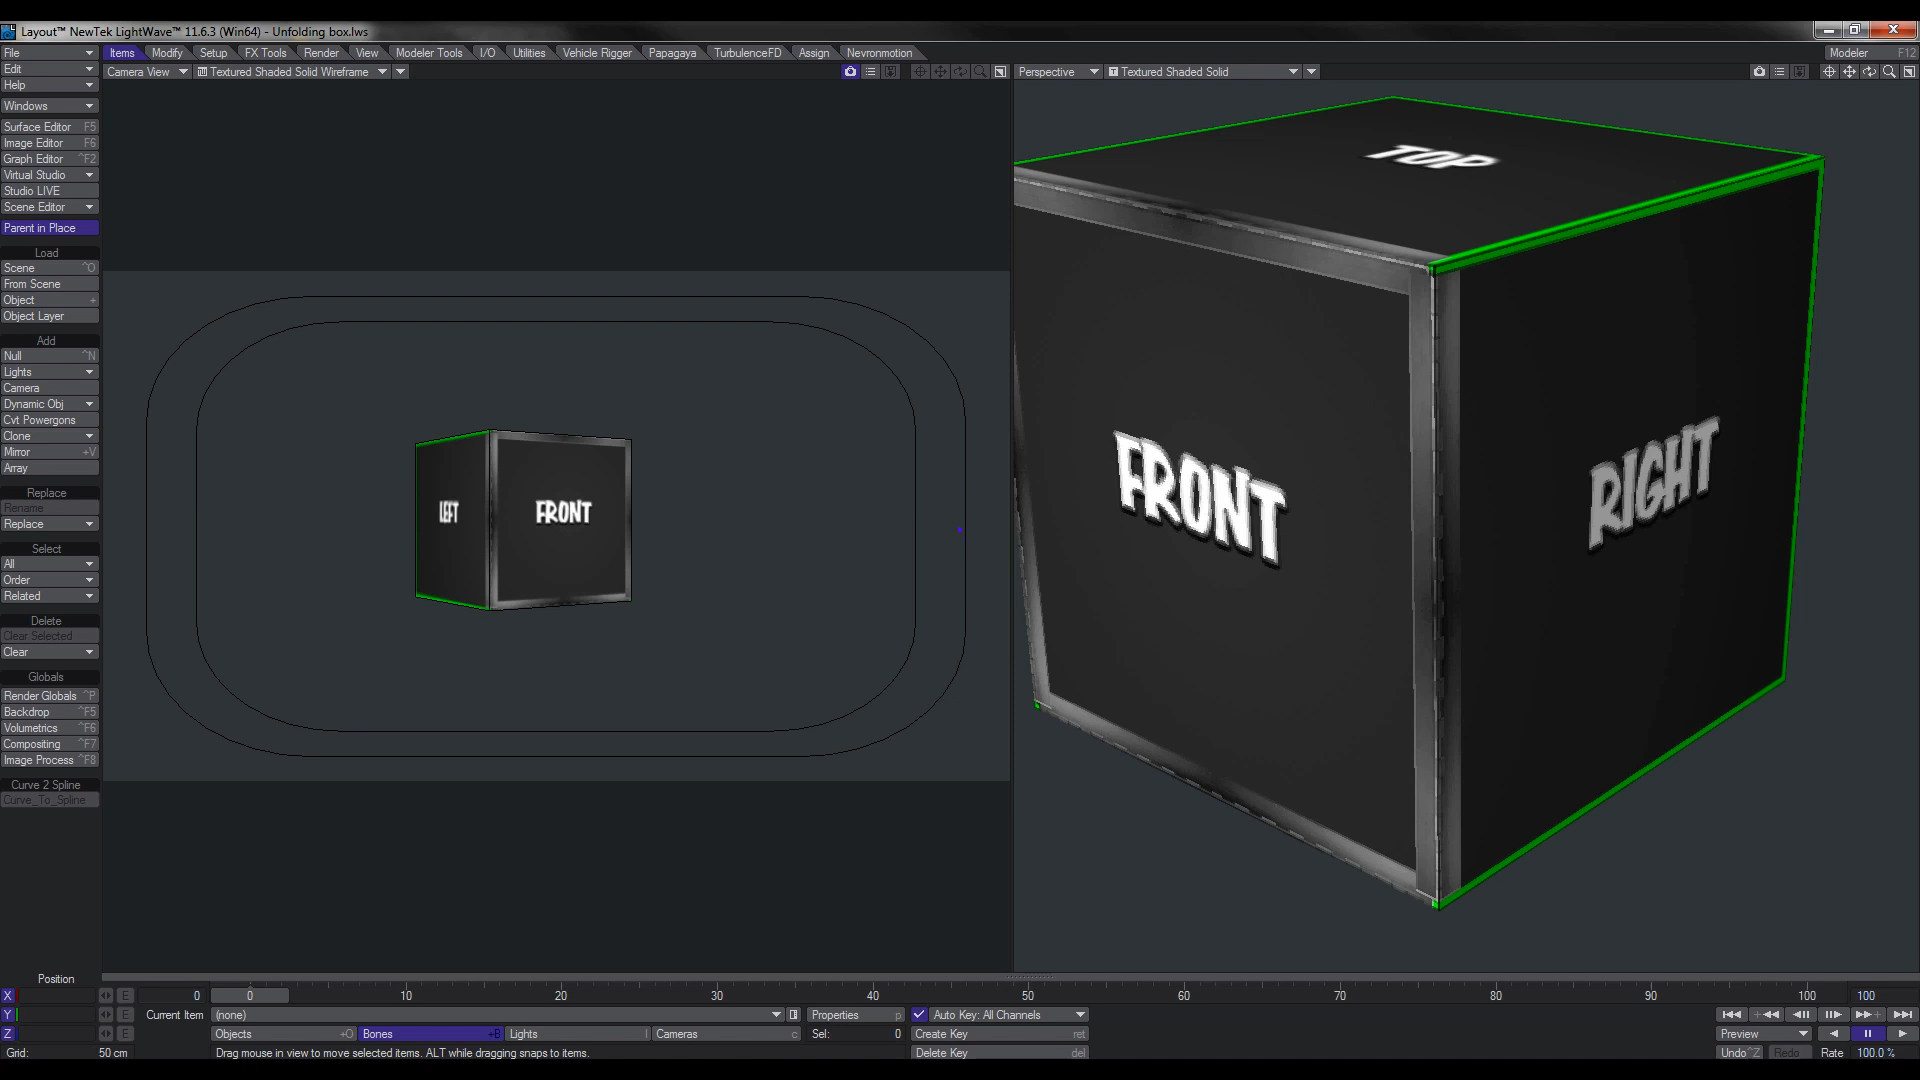 Layout™ NewTek LightWave™ 11.6.3 (Win64) - Unfolding box.lws
File Items Modify Setup FX Tools Render View Modeler Tools I/O Utilities Vehicle Rigger Papagaya TurbulenceFD Assign Nevronmotion Modeler F12
Edit Camera View Textured Shaded Solid Wireframe Perspective Textured Shaded Solid
Help
Windows
Surface Editor F5
Image Editor F6
Graph Editor ^F2
Virtual Studio
Studio LIVE
Scene Editor
Parent in Place
Load
Scene ^O
From Scene
Object +
Object Layer
Add
Null ^N
Lights
Camera
Dynamic Obj
Cvt Powergons
Clone
Mirror +V
Array
Replace
Rename
Replace
Select
All
Order
Related
Delete
Clear Selected
Clear
Globals
Render Globals ^P
Backdrop ^F5
Volumetrics ^F6
Compositing ^F7
Image Process ^F8
Curve 2 Spline
Curve_To_Spline
LEFT FRONT
TOP
FRONT RIGHT
Position
X E 0 0 10 20 30 40 50 60 70 80 90 100 100
Y E Current Item (none) Properties p Auto Key: All Channels
Z E Objects +O Bones +B Lights l Cameras c Sel: 0 Create Key ret Preview
Grid: 50 cm Drag mouse in view to move selected items. ALT while dragging snaps to items. Delete Key del Undo ^Z Redo Rate 100.0 %